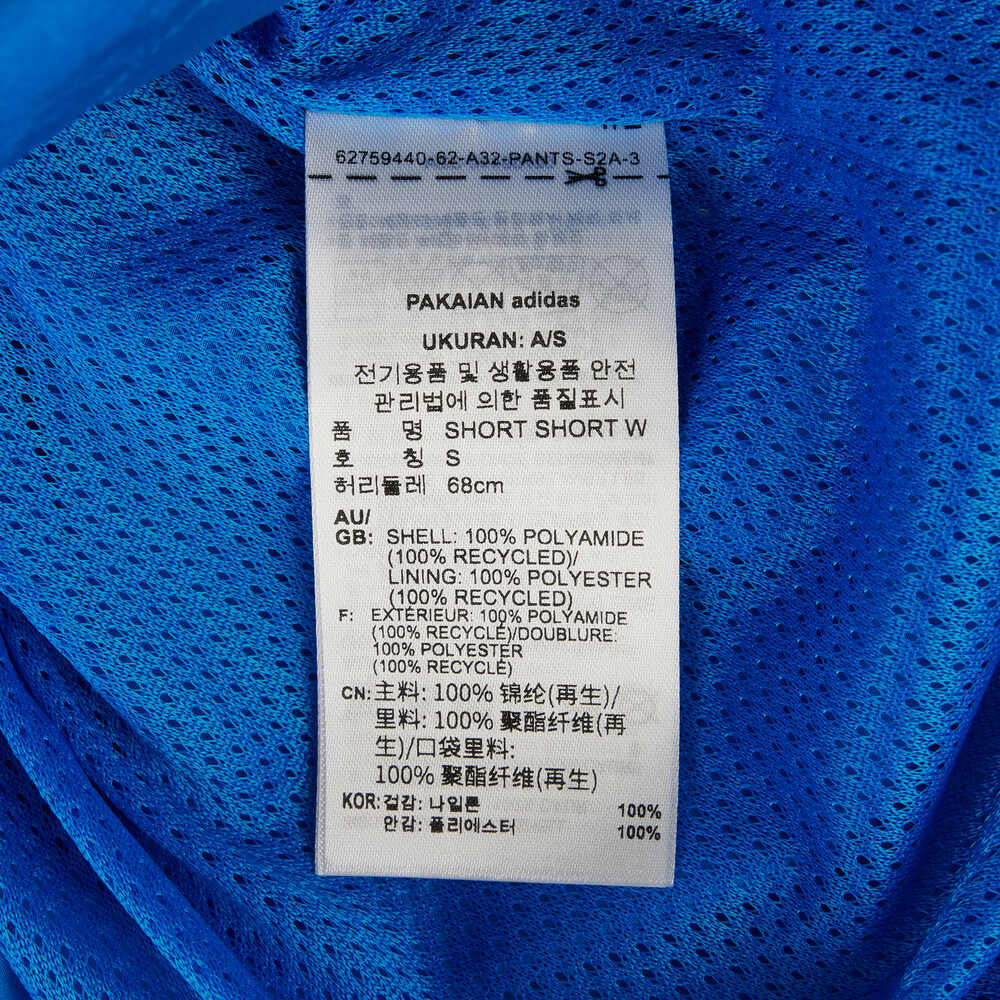 62759440-62-A32-PANTS-S2A-3
PAKAIAN adidas
UKURAN: A/S
전기용품 및 생활용품 안전
관리법에 의한 품질표시
품 명 SHORT SHORT W
호 칭 S
허리둘레 68cm
AU/
GB: SHELL: 100% POLYAMIDE
(100% RECYCLED)/
LINING: 100% POLYESTER
(100% RECYCLED)
F: EXTÉRIEUR: 100% POLYAMIDE
(100% RECYCLÉ)/DOUBLURE:
100% POLYESTER
(100% RECYCLÉ)
CN: 主料: 100% 锦纶(再生)/
里料: 100% 聚酯纤维(再
生)/口袋里料:
100% 聚酯纤维(再生)
KOR: 겉감: 나일론 100%
안감: 폴리에스터 100%